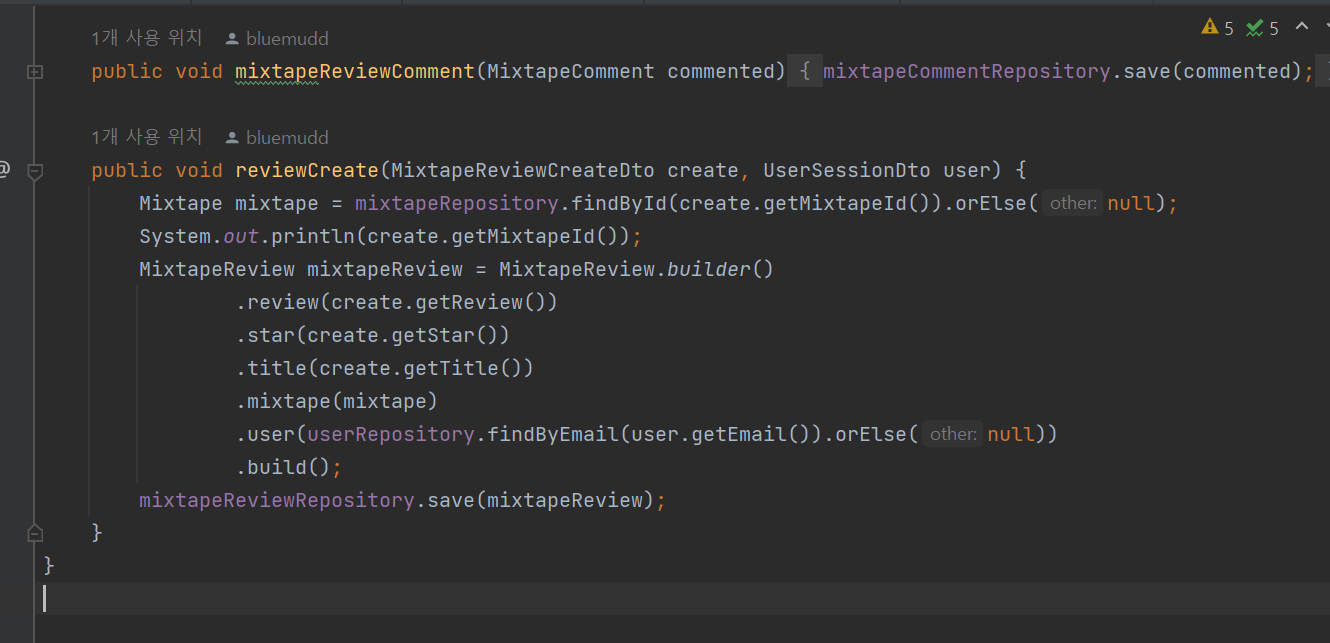 5 5
1개 사용 위치 bluemudd
public void mixtapeReviewComment(MixtapeComment commented) { mixtapeCommentRepository.save(commented); }
1개 사용 위치 bluemudd
@
public void reviewCreate(MixtapeReviewCreateDto create, UserSessionDto user) {
Mixtape mixtape = mixtapeRepository.findById(create.getMixtapeId()).orElse( other: null);
System.out.println(create.getMixtapeId());
MixtapeReview mixtapeReview = MixtapeReview.builder()
.review(create.getReview())
.star(create.getStar())
.title(create.getTitle())
.mixtape(mixtape)
.user(userRepository.findByEmail(user.getEmail()).orElse( other: null))
.build();
mixtapeReviewRepository.save(mixtapeReview);
}
}